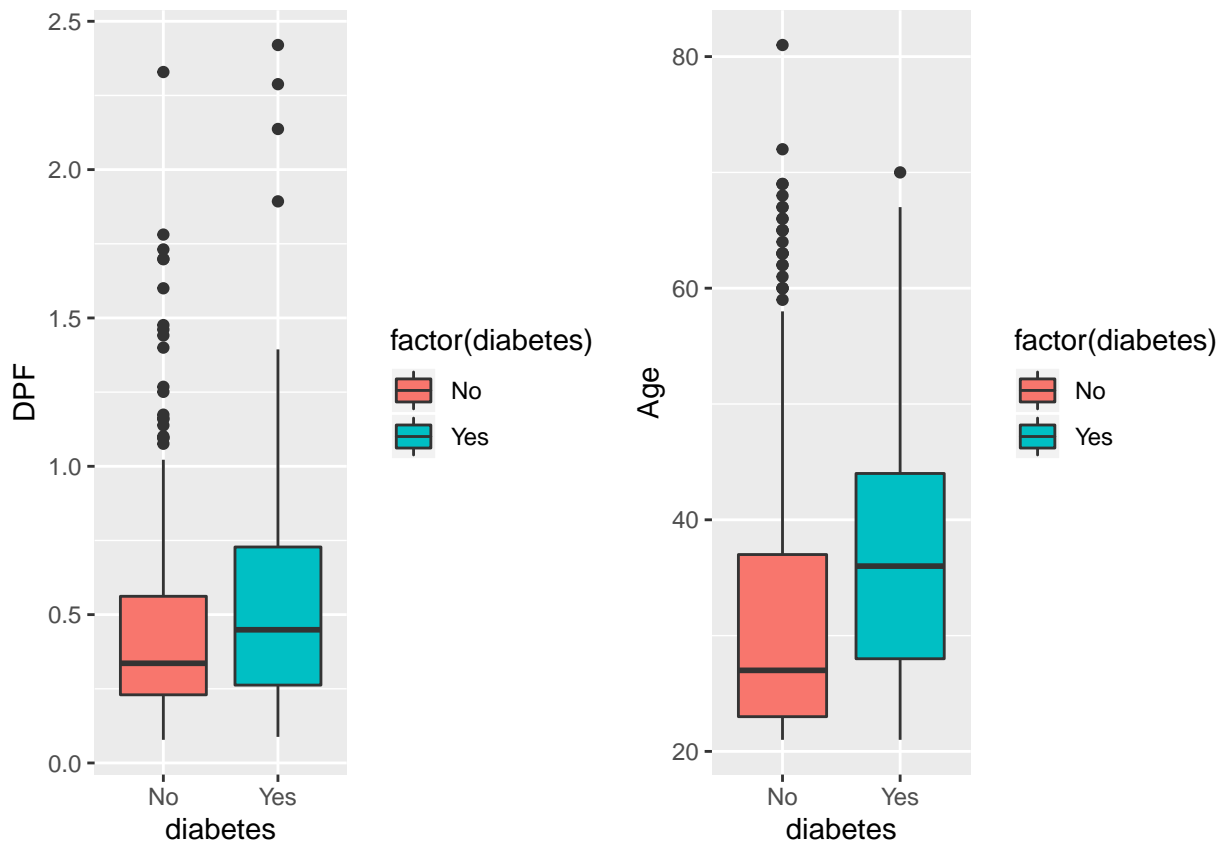 2.5
2.0
1.5
1.0
0.5
0.0
DPF
No Yes
diabetes
factor(diabetes)
No
Yes
80
60
40
20
Age
No Yes
diabetes
factor(diabetes)
No
Yes